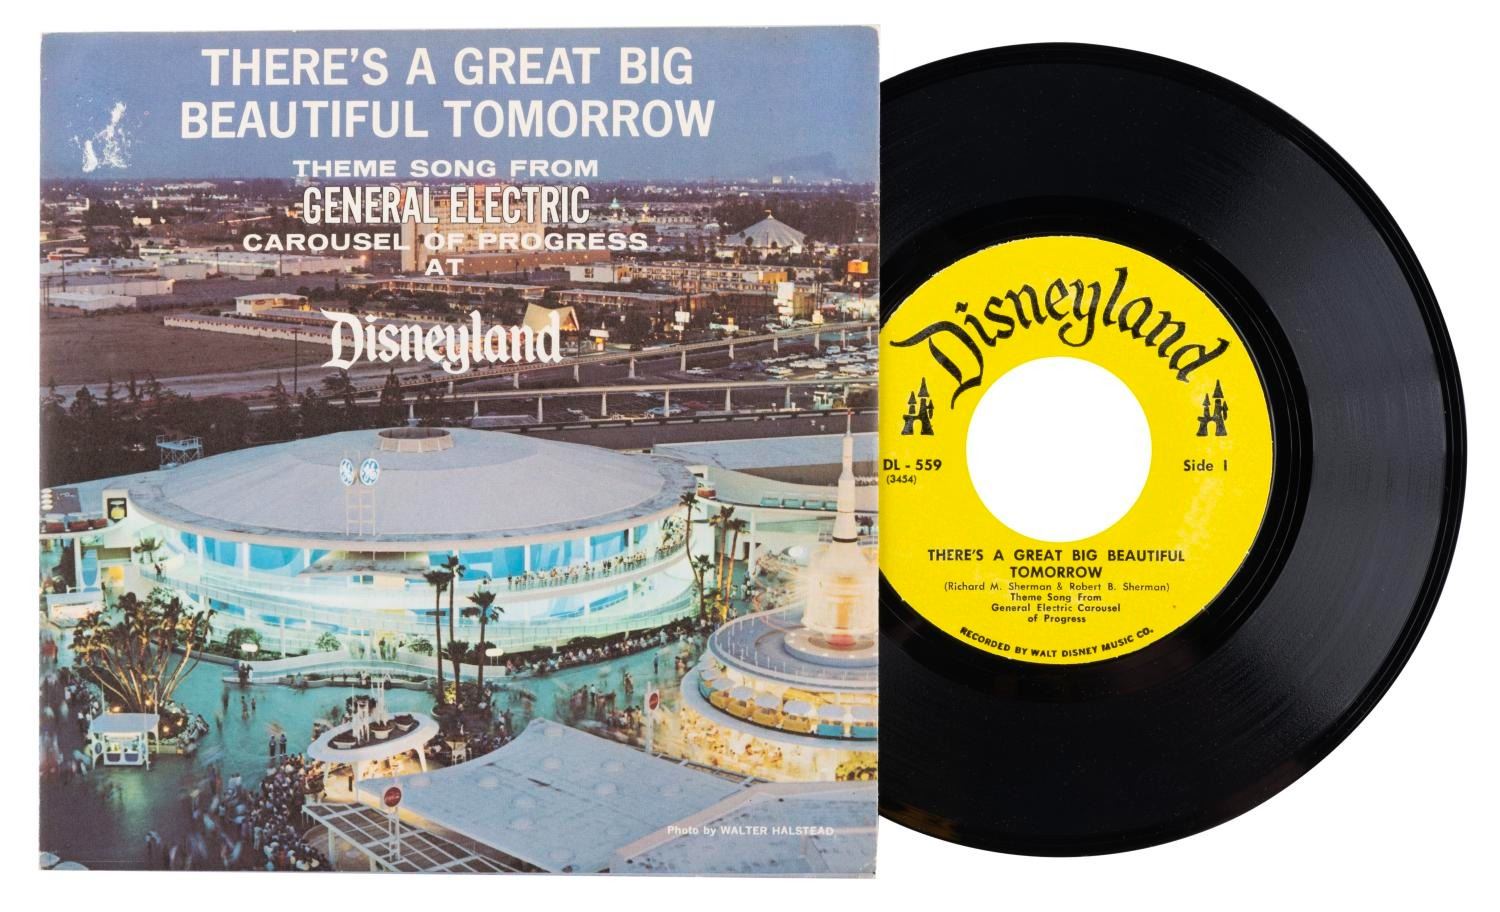 THERE'S A GREAT BIG
BEAUTIFUL TOMORROW
THEME SONG FROM
GENERAL ELECTRIC
CAROUSEL OF PROGRESS
AT
Disneyland
Photo by WALTER HALSTEAD
Disneyland
DL - 559
(3454)
Side 1
THERE'S A GREAT BIG BEAUTIFUL
TOMORROW
(Richard M. Sherman & Robert B. Sherman)
Theme Song From
General Electric Carousel
of Progress
RECORDED BY WALT DISNEY MUSIC CO.